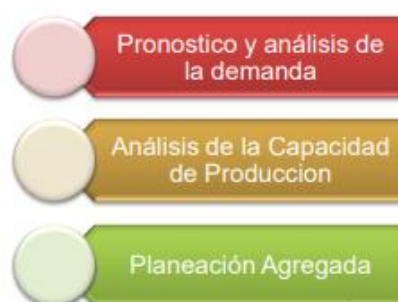 Pronostico y análisis de
la demanda
Análisis de la Capacidad
de Produccion
Planeación Agregada